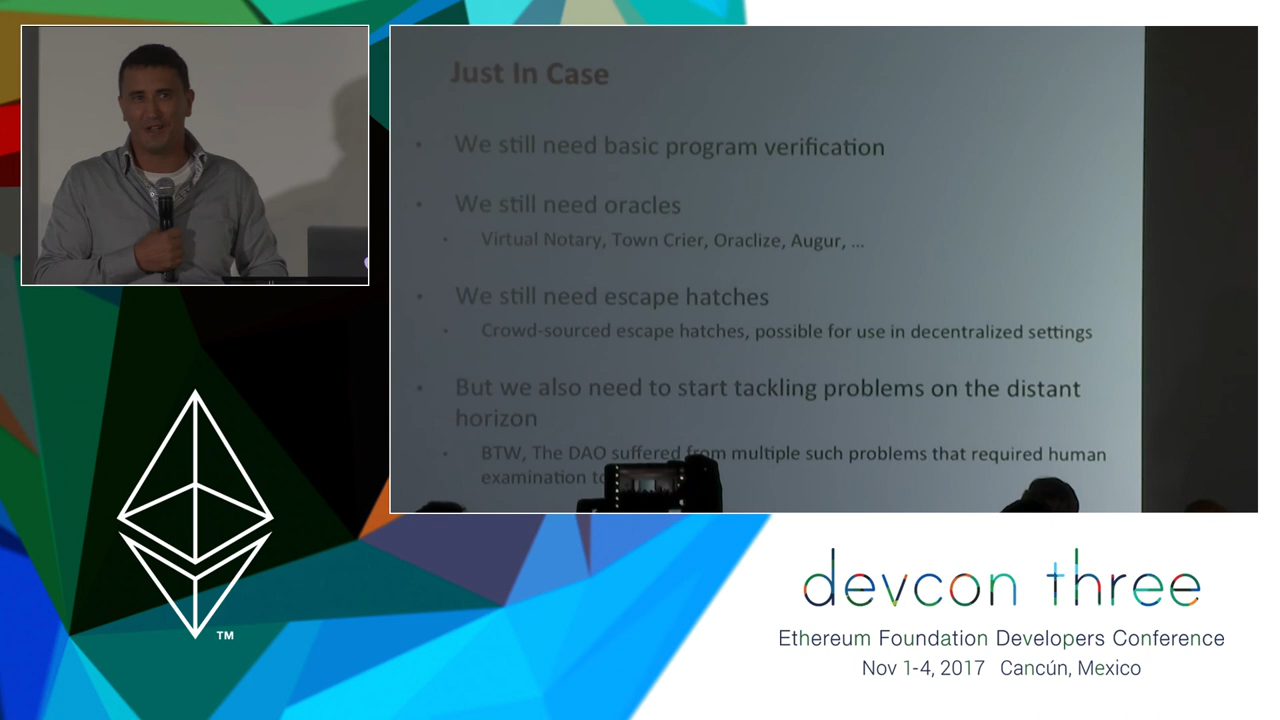 Just In Case
• We still need basic program verification
• We still need oracles
• Virtual Notary, Town Crier, Oraclize, Augur, ...
• We still need escape hatches
• Crowd-sourced escape hatches, possible for use in decentralized settings
• But we also need to start tackling problems on the distant
horizon
• BTW, The DAO suffered from multiple such problems that required human
examination
TM
devcon three
Ethereum Foundation Developers Conference
Nov 1-4, 2017 Cancún, Mexico